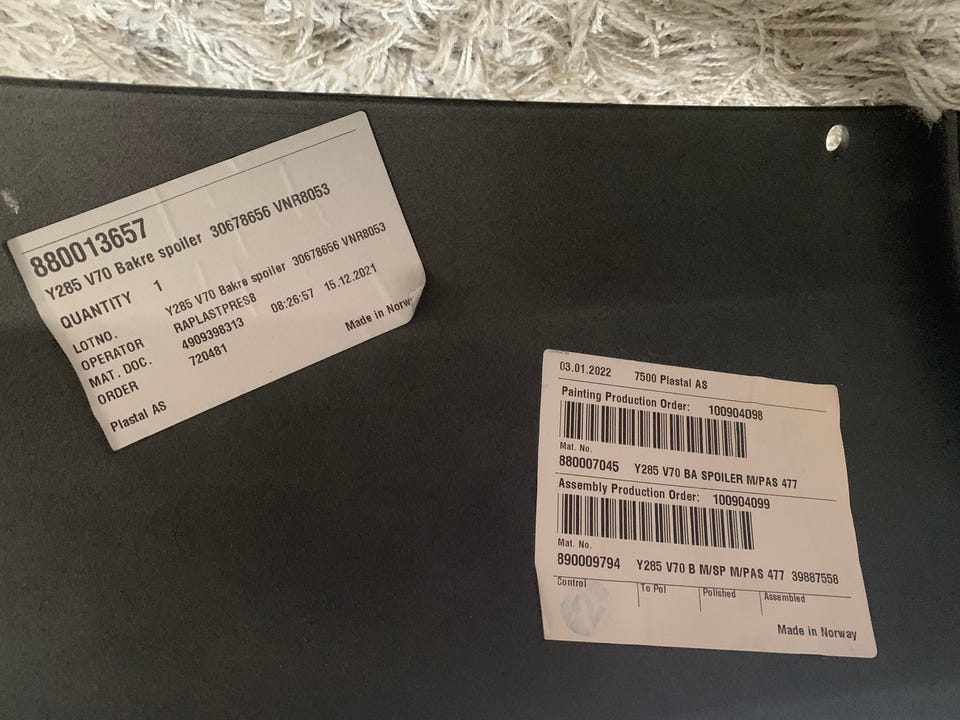 880013657
Y285 V70 Bakre spoiler 30678656 VNR8053
QUANTITY 1
LOTNO. Y285 V70 Bakre spoiler 30678656 VNR8053
OPERATOR RAPLASTPRES8
MAT. DOC. 4909398313 08:26:57 15.12.2021
ORDER 720481
Plastal AS Made in Norw
03.01.2022 7500 Plastal AS
Painting Production Order: 100904098
Mat. No.
880007045 Y285 V70 BA SPOILER M/PAS 477
Assembly Production Order: 100904099
Mat. No.
890009794 Y285 V70 B M/SP M/PAS 477 39887558
Control To Pol Polished Assembled
Made in Norway